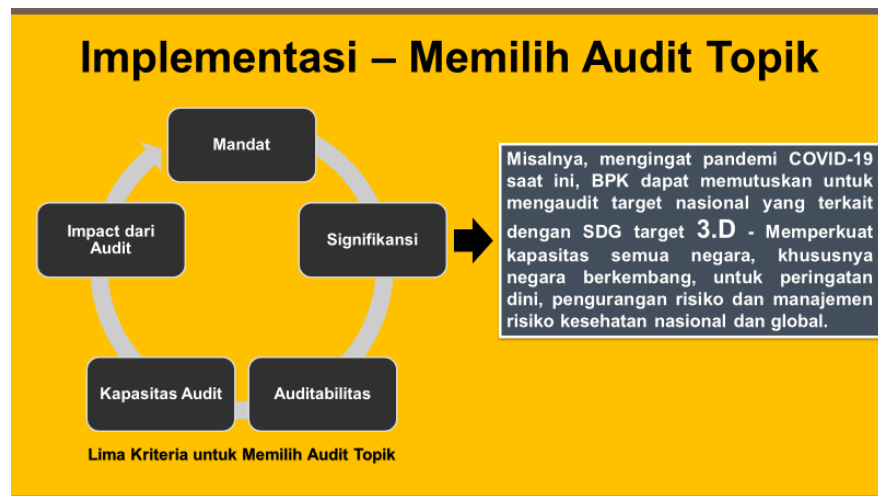 Implementasi – Memilih Audit Topik
Mandat
Signifikansi
Auditabilitas
Kapasitas Audit
Impact dari
Audit
Lima Kriteria untuk Memilih Audit Topik
Misalnya, mengingat pandemi COVID-19
saat ini, BPK dapat memutuskan untuk
mengaudit target nasional yang terkait
dengan SDG target 3.D - Memperkuat
kapasitas semua negara, khususnya
negara berkembang, untuk peringatan
dini, pengurangan risiko dan manajemen
risiko kesehatan nasional dan global.